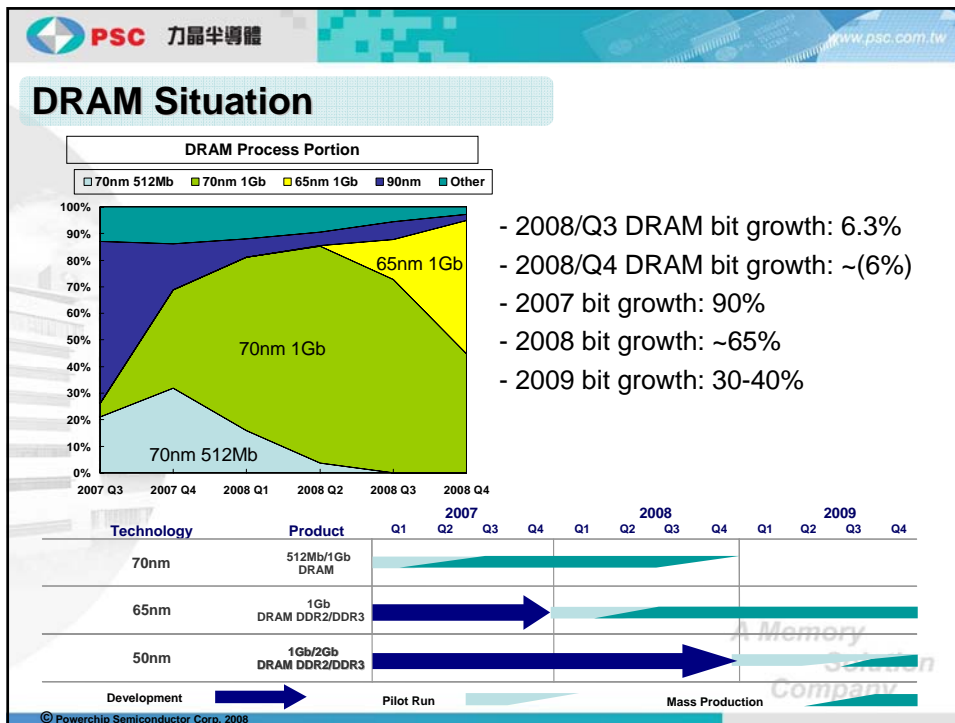 PSC 力晶半導體
www.psc.com.tw
DRAM Situation
DRAM Process Portion
70nm 512Mb 70nm 1Gb 65nm 1Gb 90nm Other
100%
90%
80%
70%
60%
50%
40%
30%
20%
10%
0%
65nm 1Gb
70nm 1Gb
70nm 512Mb
2007 Q3 2007 Q4 2008 Q1 2008 Q2 2008 Q3 2008 Q4
- 2008/Q3 DRAM bit growth: 6.3%
- 2008/Q4 DRAM bit growth: ~(6%)
- 2007 bit growth: 90%
- 2008 bit growth: ~65%
- 2009 bit growth: 30-40%
2007 2008 2009
Technology Product Q1 Q2 Q3 Q4 Q1 Q2 Q3 Q4 Q1 Q2 Q3 Q4
70nm 512Mb/1Gb
DRAM
65nm 1Gb
DRAM DDR2/DDR3
50nm 1Gb/2Gb
DRAM DDR2/DDR3
A Memory
Solution
Company
Development Pilot Run Mass Production
© Powerchip Semiconductor Corp. 2008